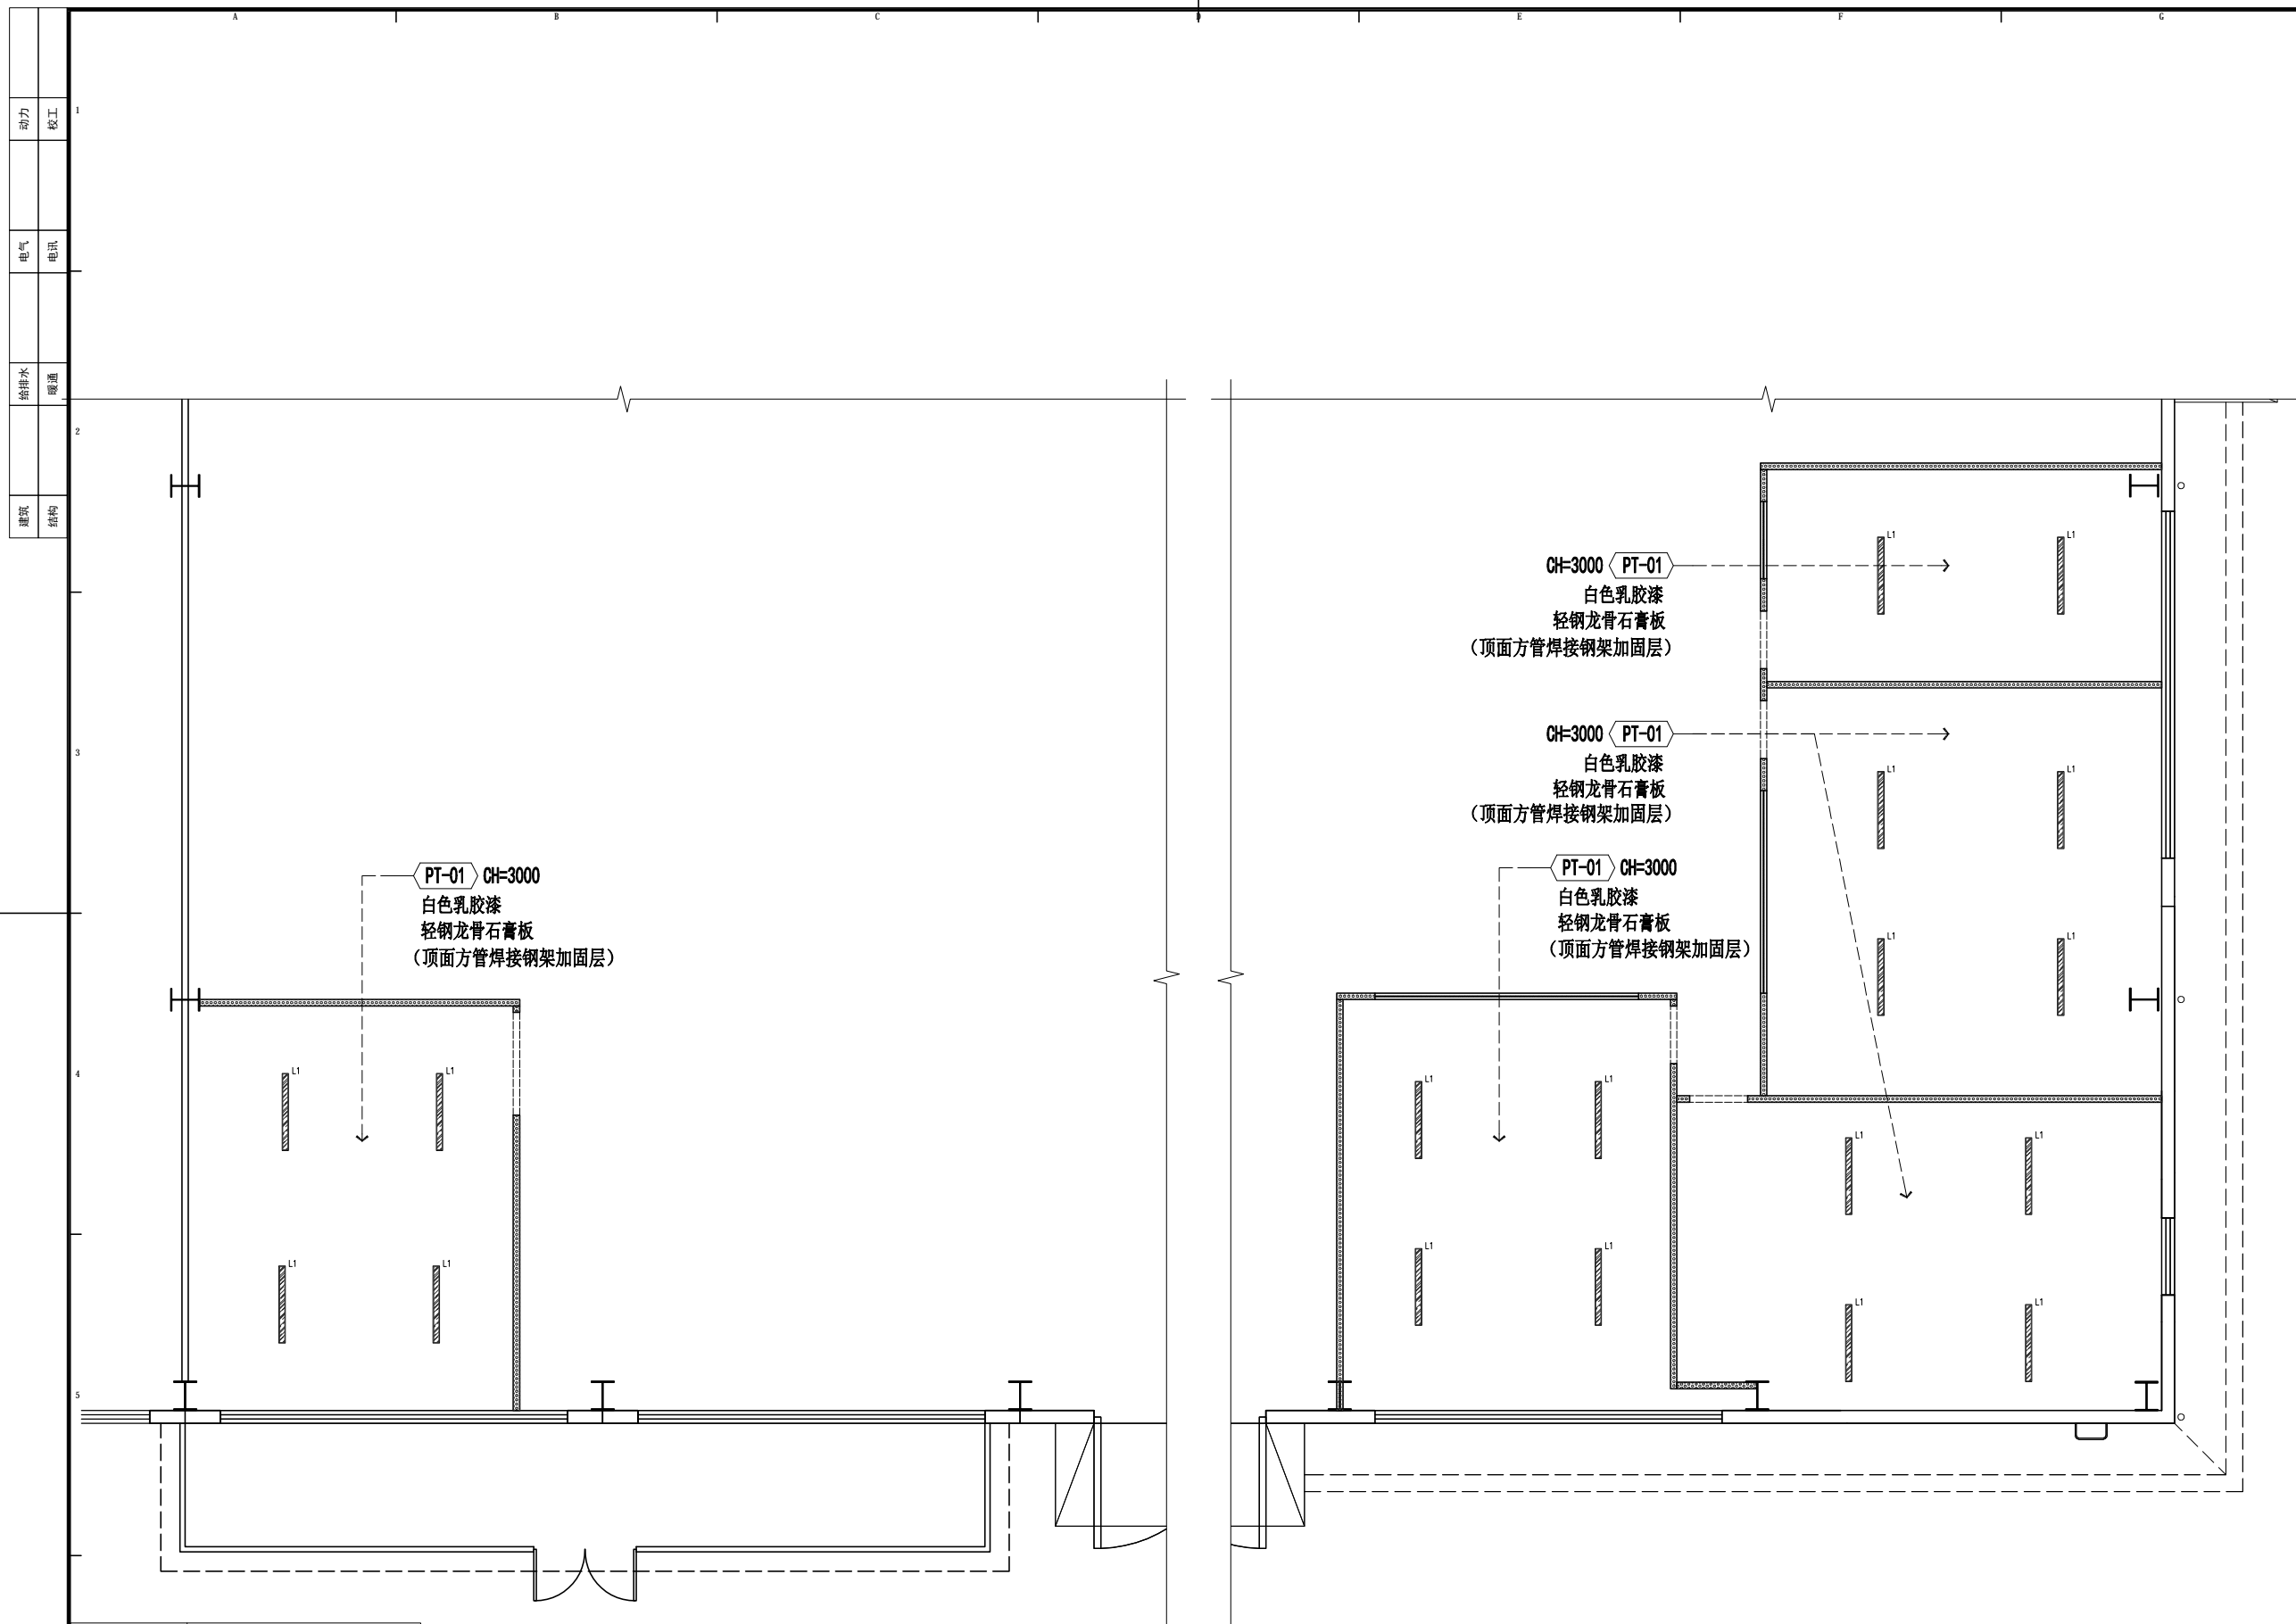 A B C D E F G
动力 校工
电气 电讯
给排水 暖通
建筑 结构
1
2
3
4
5
CH=3000 PT-01
白色乳胶漆
轻钢龙骨石膏板
（顶面方管焊接钢架加固层）
L1 L1
CH=3000 PT-01
白色乳胶漆
轻钢龙骨石膏板
（顶面方管焊接钢架加固层）
L1 L1
L1 L1
PT-01 CH=3000
白色乳胶漆
轻钢龙骨石膏板
（顶面方管焊接钢架加固层）
L1 L1
L1 L1
PT-01 CH=3000
白色乳胶漆
轻钢龙骨石膏板
（顶面方管焊接钢架加固层）
L1 L1
L1 L1
L1 L1
L1 L1